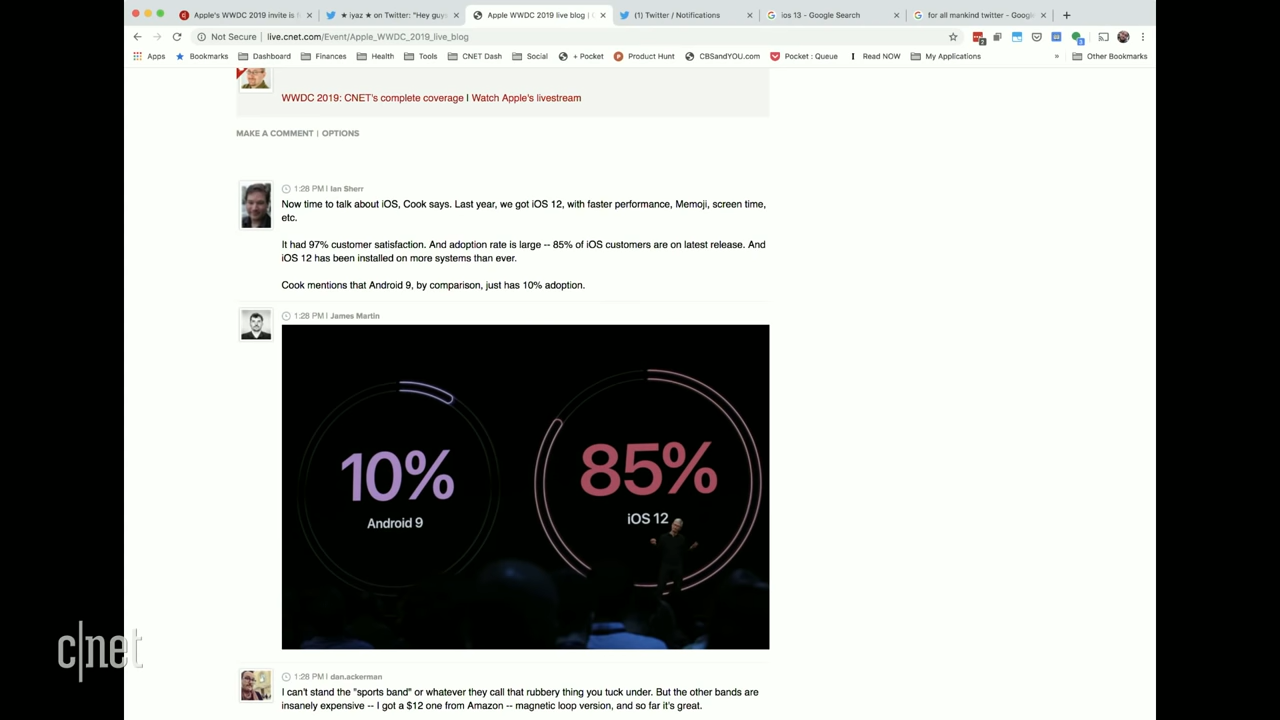 Apple's WWDC 2019 invite is t
★ iyaz ★ on Twitter: "Hey guy
Apple WWDC 2019 live blog | C
(1) Twitter / Notifications
ios 13 - Google Search
for all mankind twitter - Goog
Not Secure | live.cnet.com/Event/Apple_WWDC_2019_live_blog
Apps
Bookmarks
Dashboard
Finances
Health
Tools
CNET Dash
Social
+ Pocket
Product Hunt
CBSandYOU.com
Pocket : Queue
Read NOW
My Applications
»
Other Bookmarks
WWDC 2019: CNET's complete coverage | Watch Apple's livestream
MAKE A COMMENT | OPTIONS
1:28 PM | Ian Sherr
Now time to talk about iOS, Cook says. Last year, we got iOS 12, with faster performance, Memoji, screen time,
etc.
It had 97% customer satisfaction. And adoption rate is large -- 85% of iOS customers are on latest release. And
iOS 12 has been installed on more systems than ever.
Cook mentions that Android 9, by comparison, just has 10% adoption.
1:28 PM | James Martin
10%
Android 9
85%
iOS 12
c|net
1:28 PM | dan.ackerman
I can't stand the "sports band" or whatever they call that rubbery thing you tuck under. But the other bands are
insanely expensive -- I got a $12 one from Amazon -- magnetic loop version, and so far it's great.